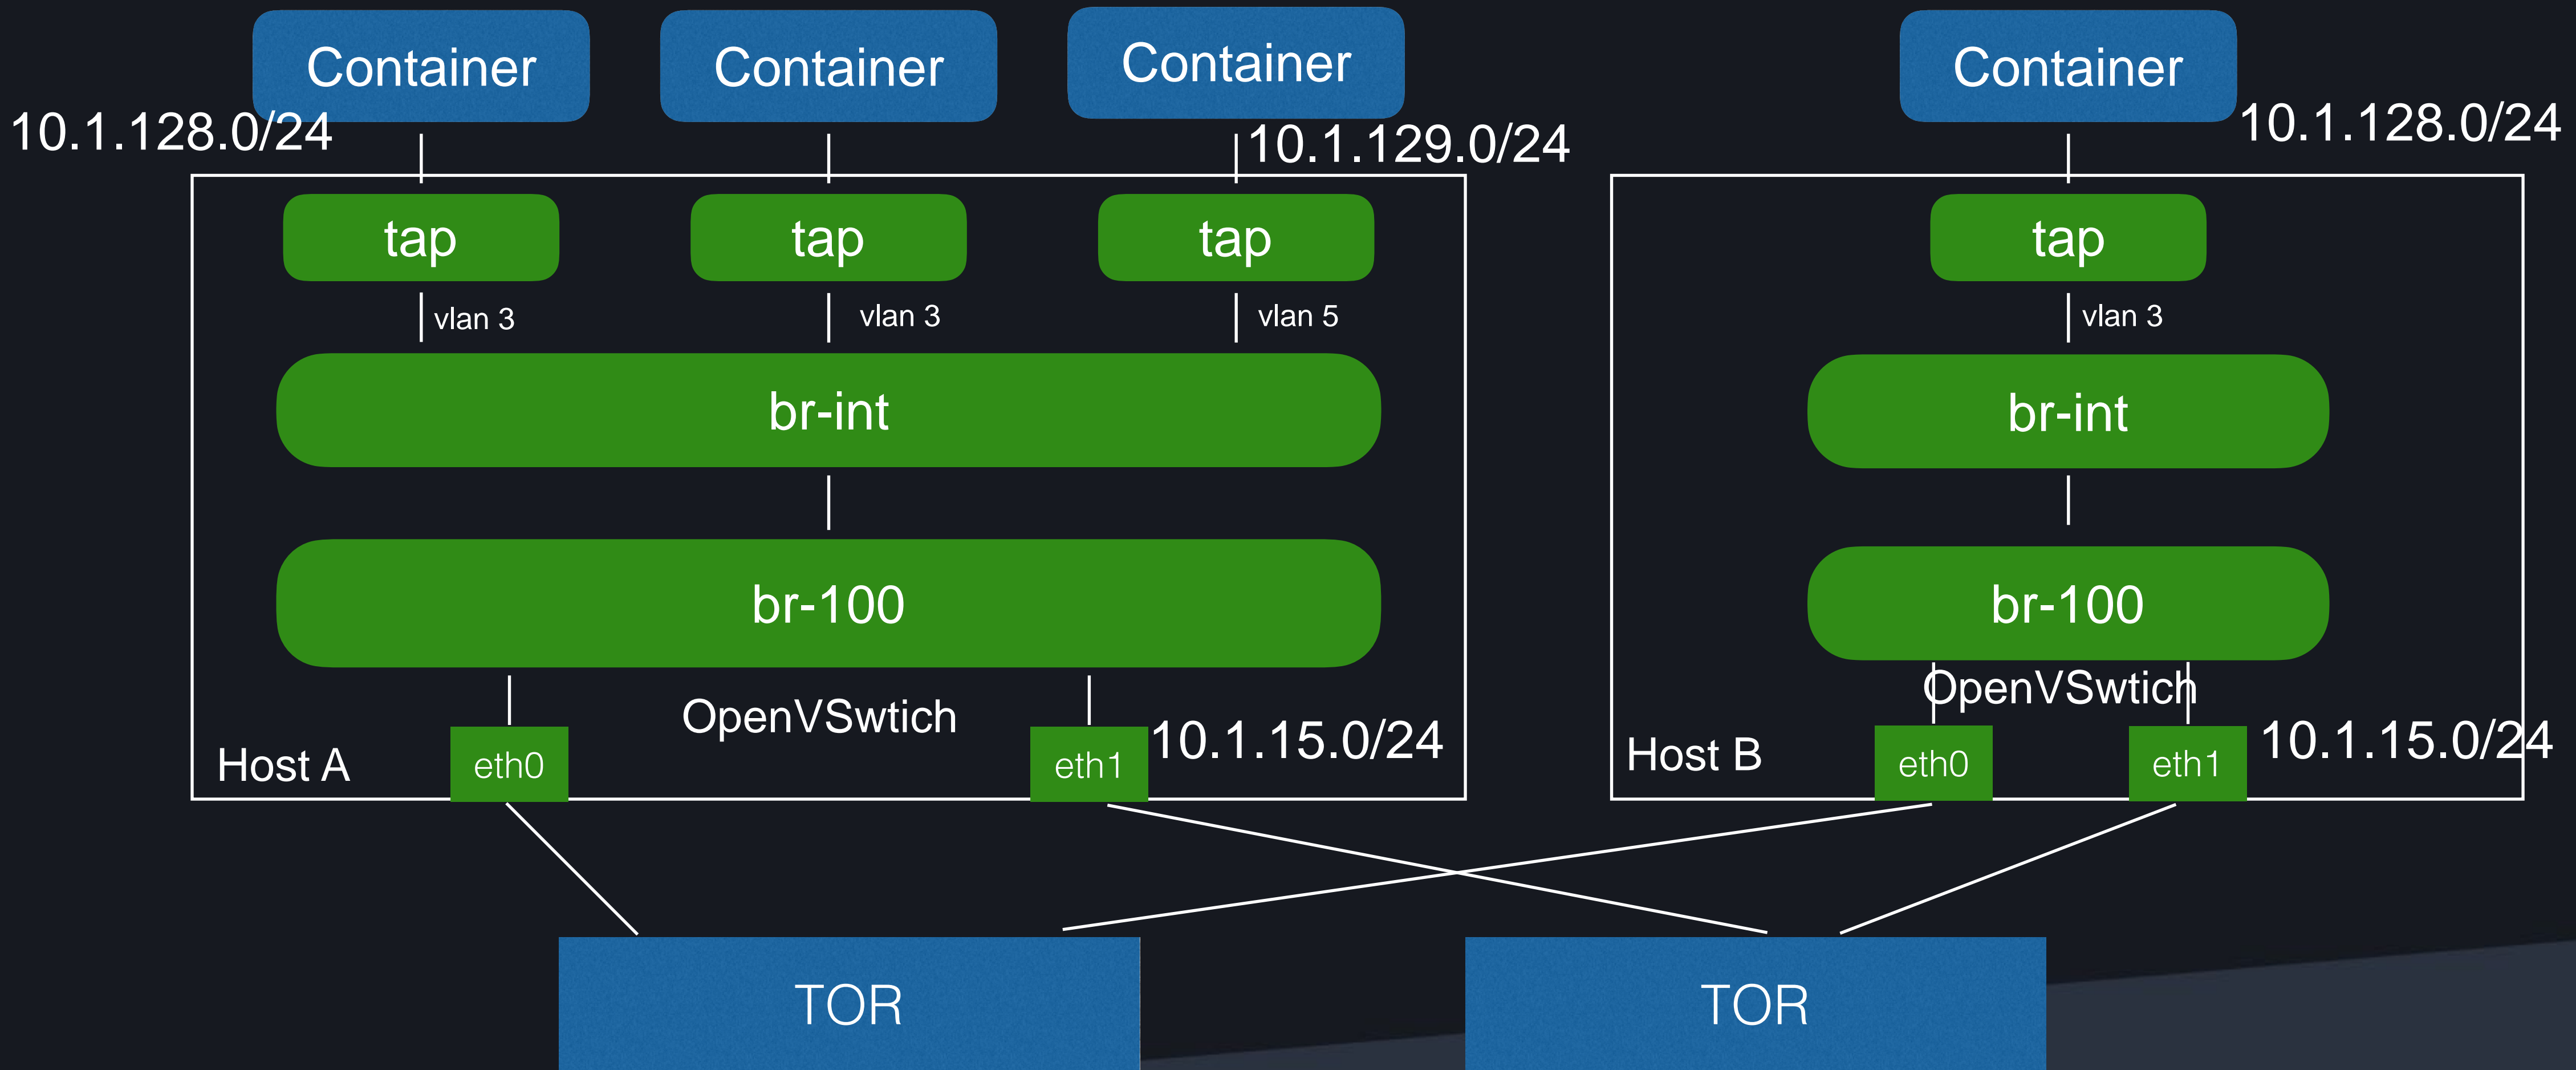 Container
Container
Container
Container
10.1.128.0/24
10.1.129.0/24
10.1.128.0/24
tap
tap
tap
tap
vlan 3
vlan 3
vlan 5
vlan 3
br-int
br-int
br-100
br-100
OpenVSwtich
OpenVSwtich
Host A
eth0
eth1
10.1.15.0/24
Host B
eth0
eth1
10.1.15.0/24
TOR
TOR